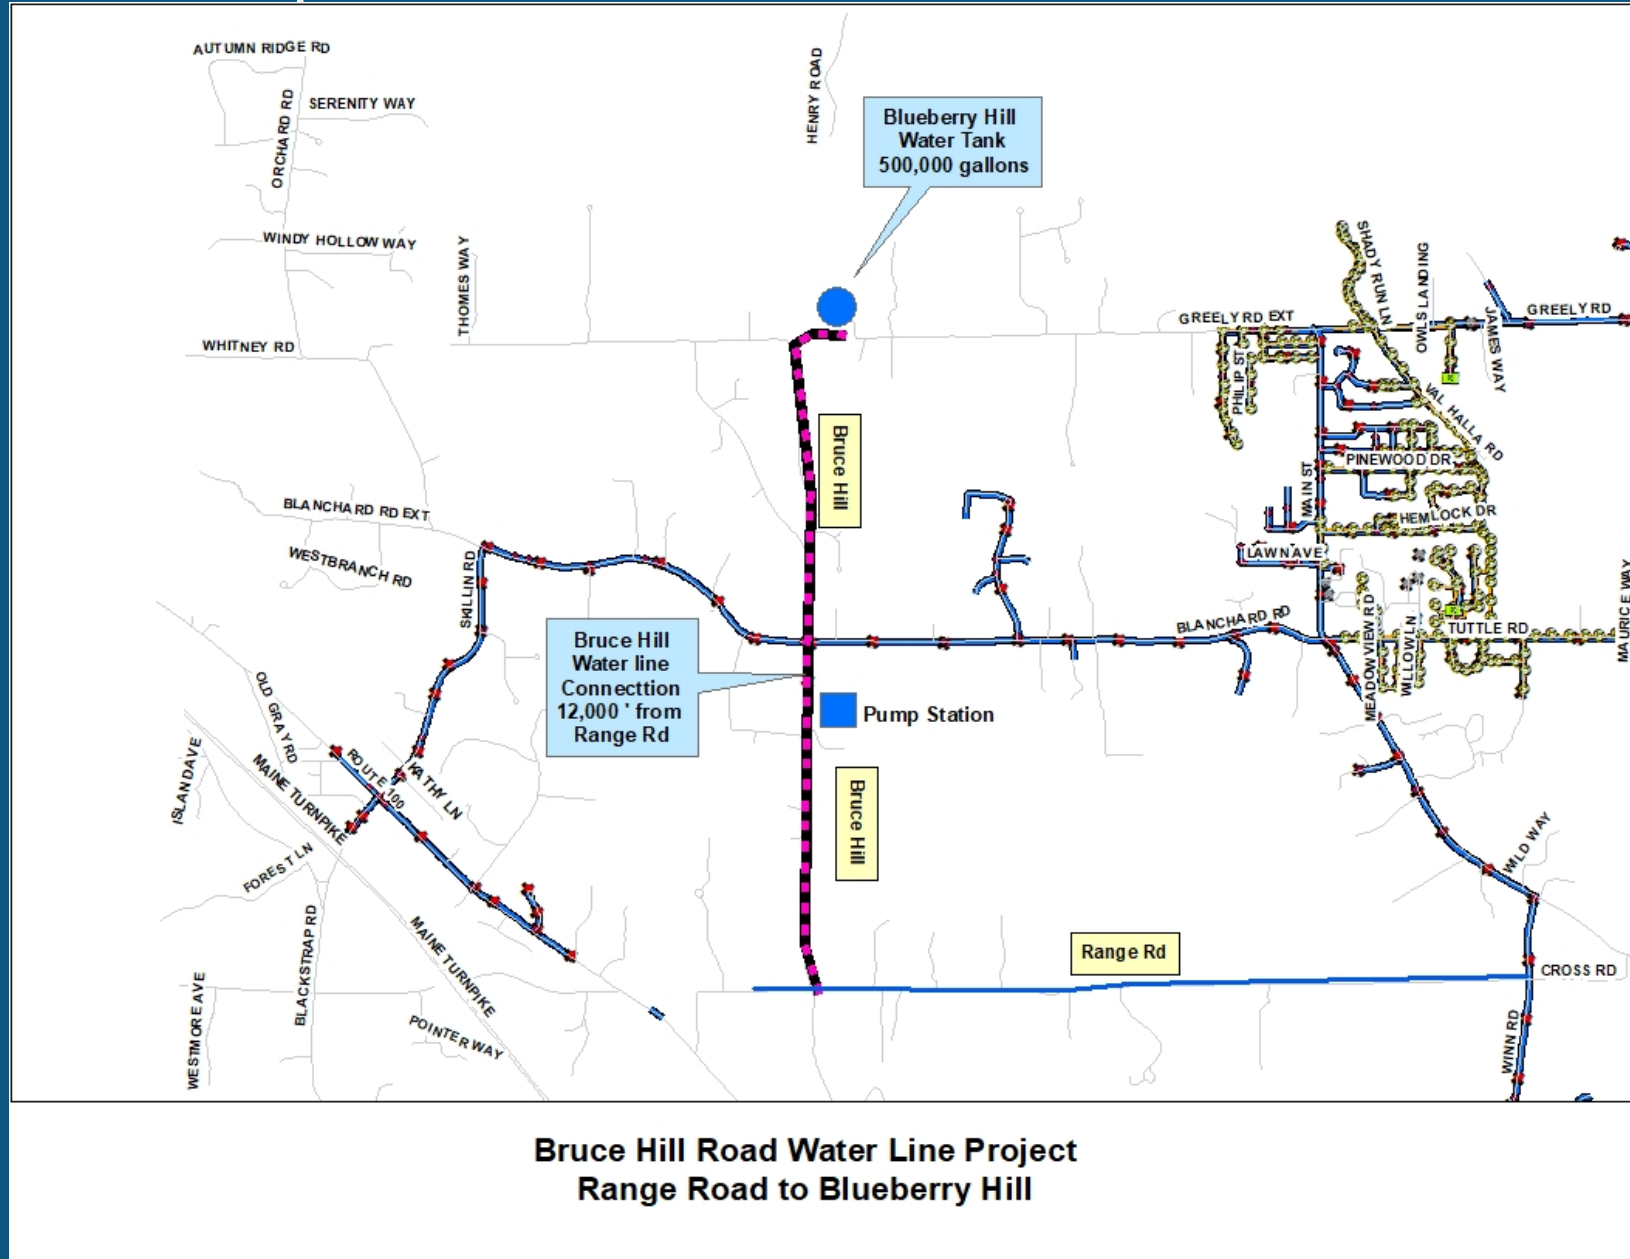 AUTUMN RIDGE RD
SERENITY WAY
ORCHARD RD
HENRY ROAD
Blueberry Hill
Water Tank
500,000 gallons
WINDY HOLLOW WAY
THOMES WAY
WHITNEY RD
SHADY RUN LN
OWLS LANDING
GREELY RD EXT
GREELY RD
JAMES WAY
PHILIP ST
VAL HALLA RD
Bruce Hill
PINEWOOD DR
MAIN ST
HEMLOCK DR
LAWN AVE
BLANCHARD RD EXT
WESTBRANCH RD
SKILLIN RD
BLANCHARD RD
MEADOWVIEW RD
WILLOW LN
TUTTLE RD
MAURICE WAY
Bruce Hill
Water line
Connecttion
12,000 ' from
Range Rd
Pump Station
OLD GRAY RD
ISLAND AVE
MAINE TURNPIKE
ROUTE 100
KATHY LN
FOREST LN
Bruce Hill
WILD WAY
BLACKSTRAP RD
MAINE TURNPIKE
Range Rd
CROSS RD
WESTMORE AVE
POINTER WAY
WINN RD
Bruce Hill Road Water Line Project
Range Road to Blueberry Hill